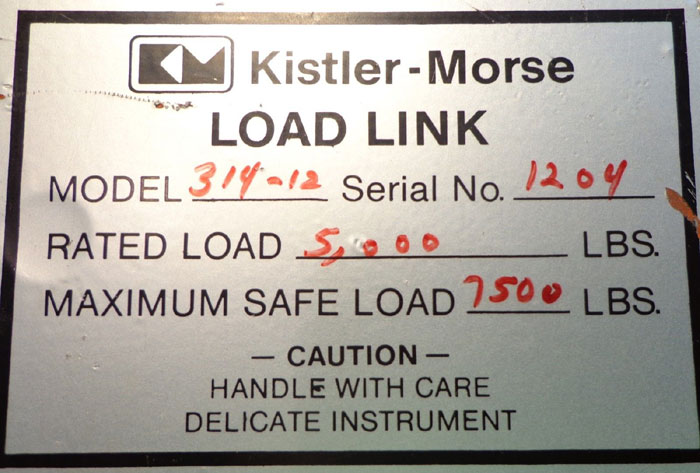 KM Kistler-Morse
LOAD LINK
MODEL 314-12 Serial No. 1204
RATED LOAD 5,000 LBS.
MAXIMUM SAFE LOAD 7500 LBS.
— CAUTION —
HANDLE WITH CARE
DELICATE INSTRUMENT